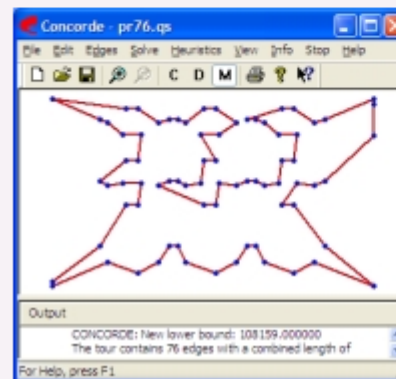 Concorde - pr76.qs
File Edit Edges Solve Heuristics View Info Stop Help
C D M
Output
CONCORDE: New lower bound: 108159.000000
The tour contains 76 edges with a combined length of
For Help, press F1